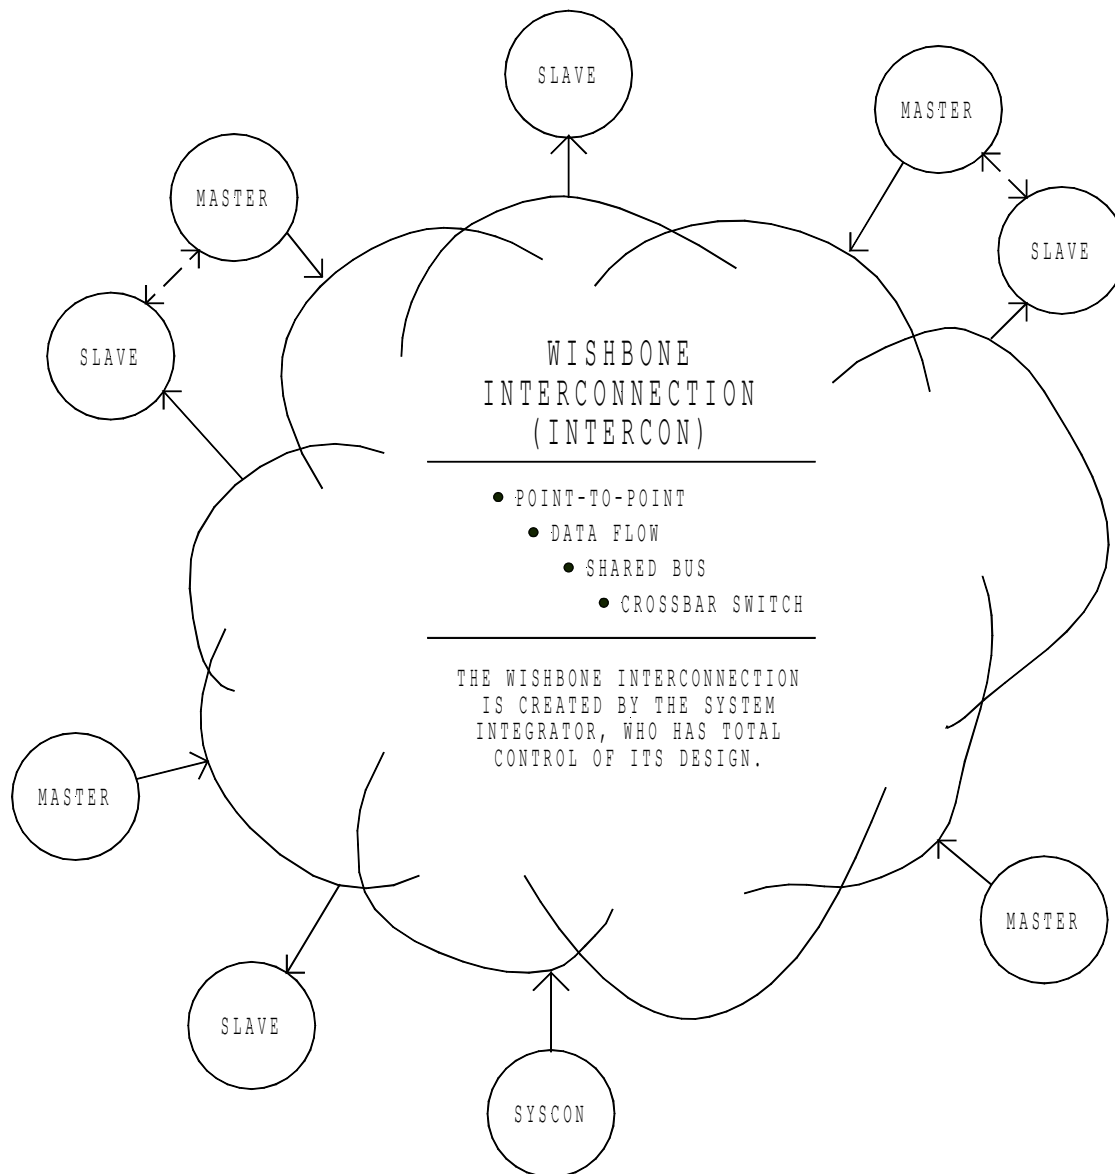 SLAVE
MASTER
MASTER
SLAVE
SLAVE
WISHBONE
INTERCONNECTION
(INTERCON)
• POINT-TO-POINT
• DATA FLOW
• SHARED BUS
• CROSSBAR SWITCH
THE WISHBONE INTERCONNECTION
IS CREATED BY THE SYSTEM
INTEGRATOR, WHO HAS TOTAL
CONTROL OF ITS DESIGN.
MASTER
MASTER
SLAVE
SYSCON